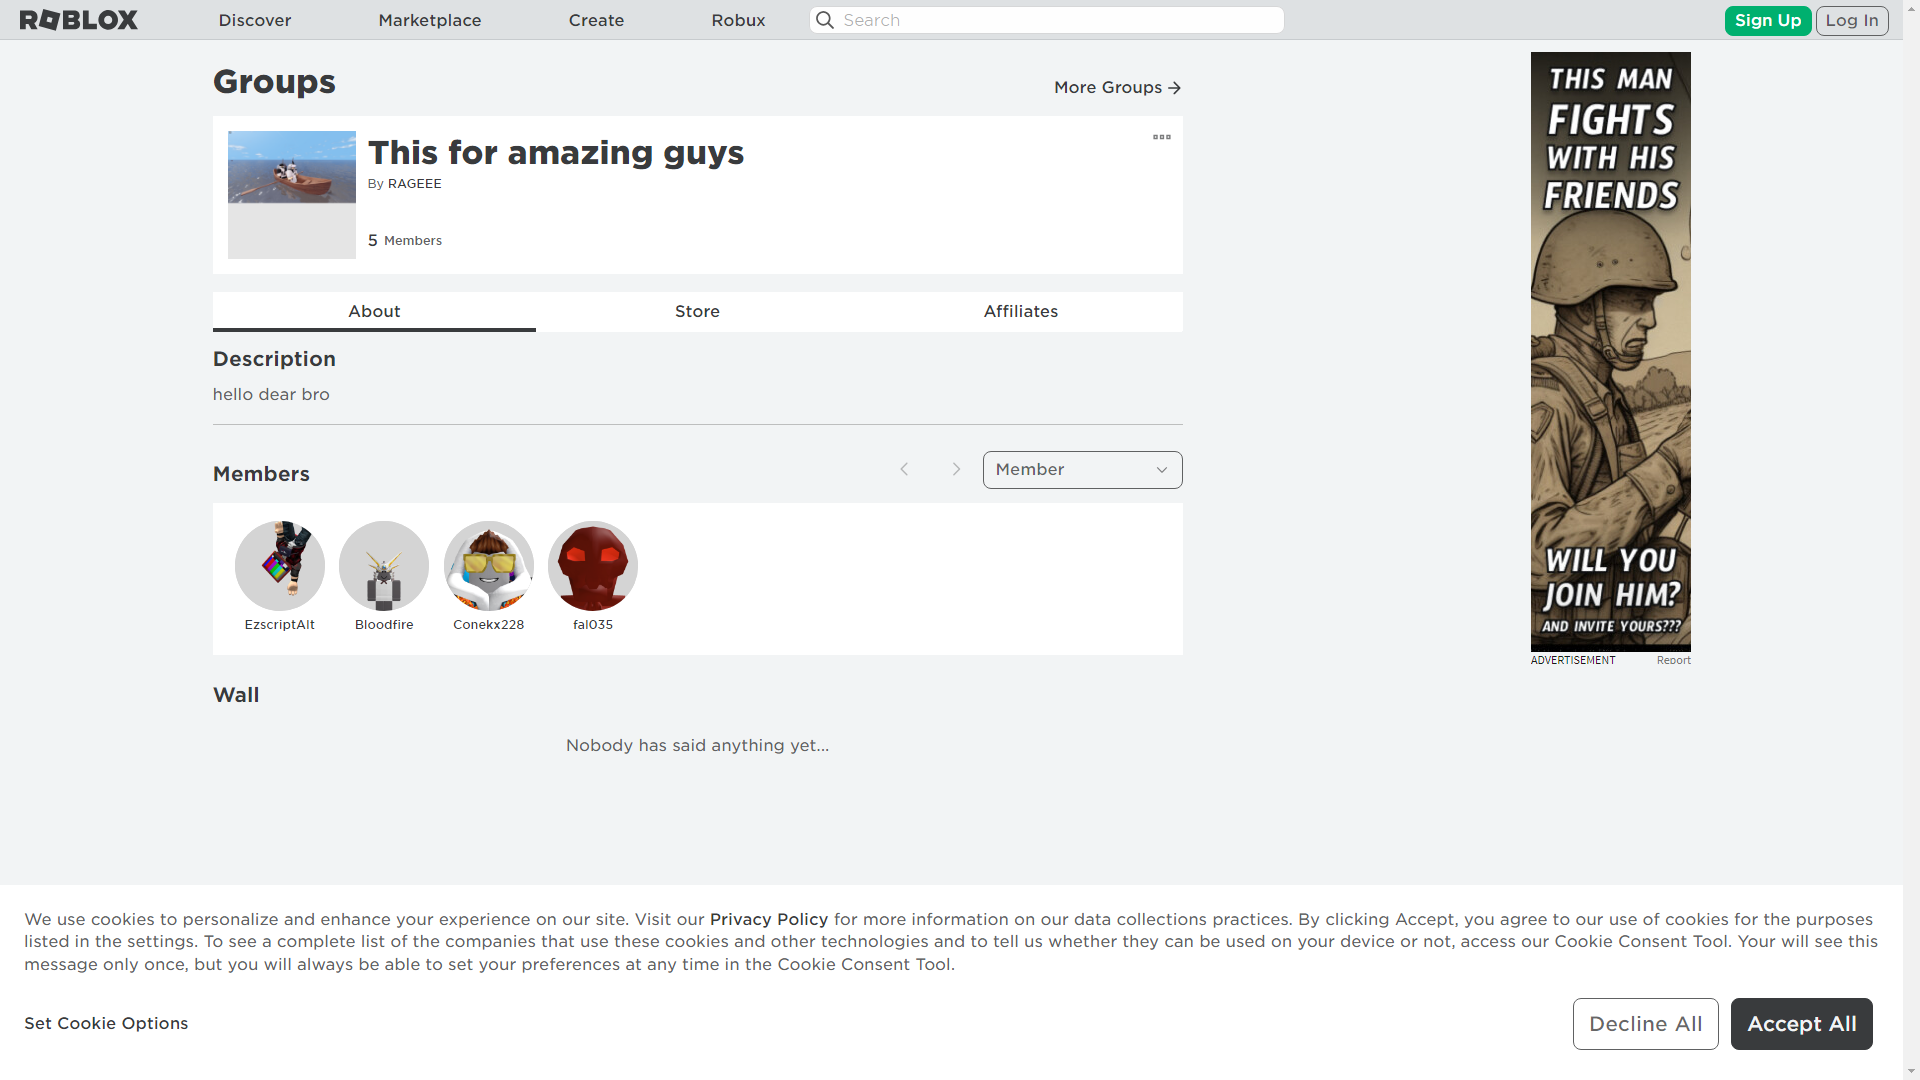 ROBLOX
Discover
Marketplace
Create
Robux
Search
Sign Up
Log In
Groups
More Groups
This for amazing guys
By RAGEEE
5 Members
About
Store
Affiliates
Description
hello dear bro
Members
Member
EzscriptAlt
Bloodfire
Conekx228
fal035
Wall
Nobody has said anything yet...
THIS MAN
FIGHTS
WITH HIS
FRIENDS
WILL YOU
JOIN HIM?
AND INVITE YOURS???
ADVERTISEMENT
Report
We use cookies to personalize and enhance your experience on our site. Visit our Privacy Policy for more information on our data collections practices. By clicking Accept, you agree to our use of cookies for the purposes
listed in the settings. To see a complete list of the companies that use these cookies and other technologies and to tell us whether they can be used on your device or not, access our Cookie Consent Tool. Your will see this
message only once, but you will always be able to set your preferences at any time in the Cookie Consent Tool.
Set Cookie Options
Decline All
Accept All